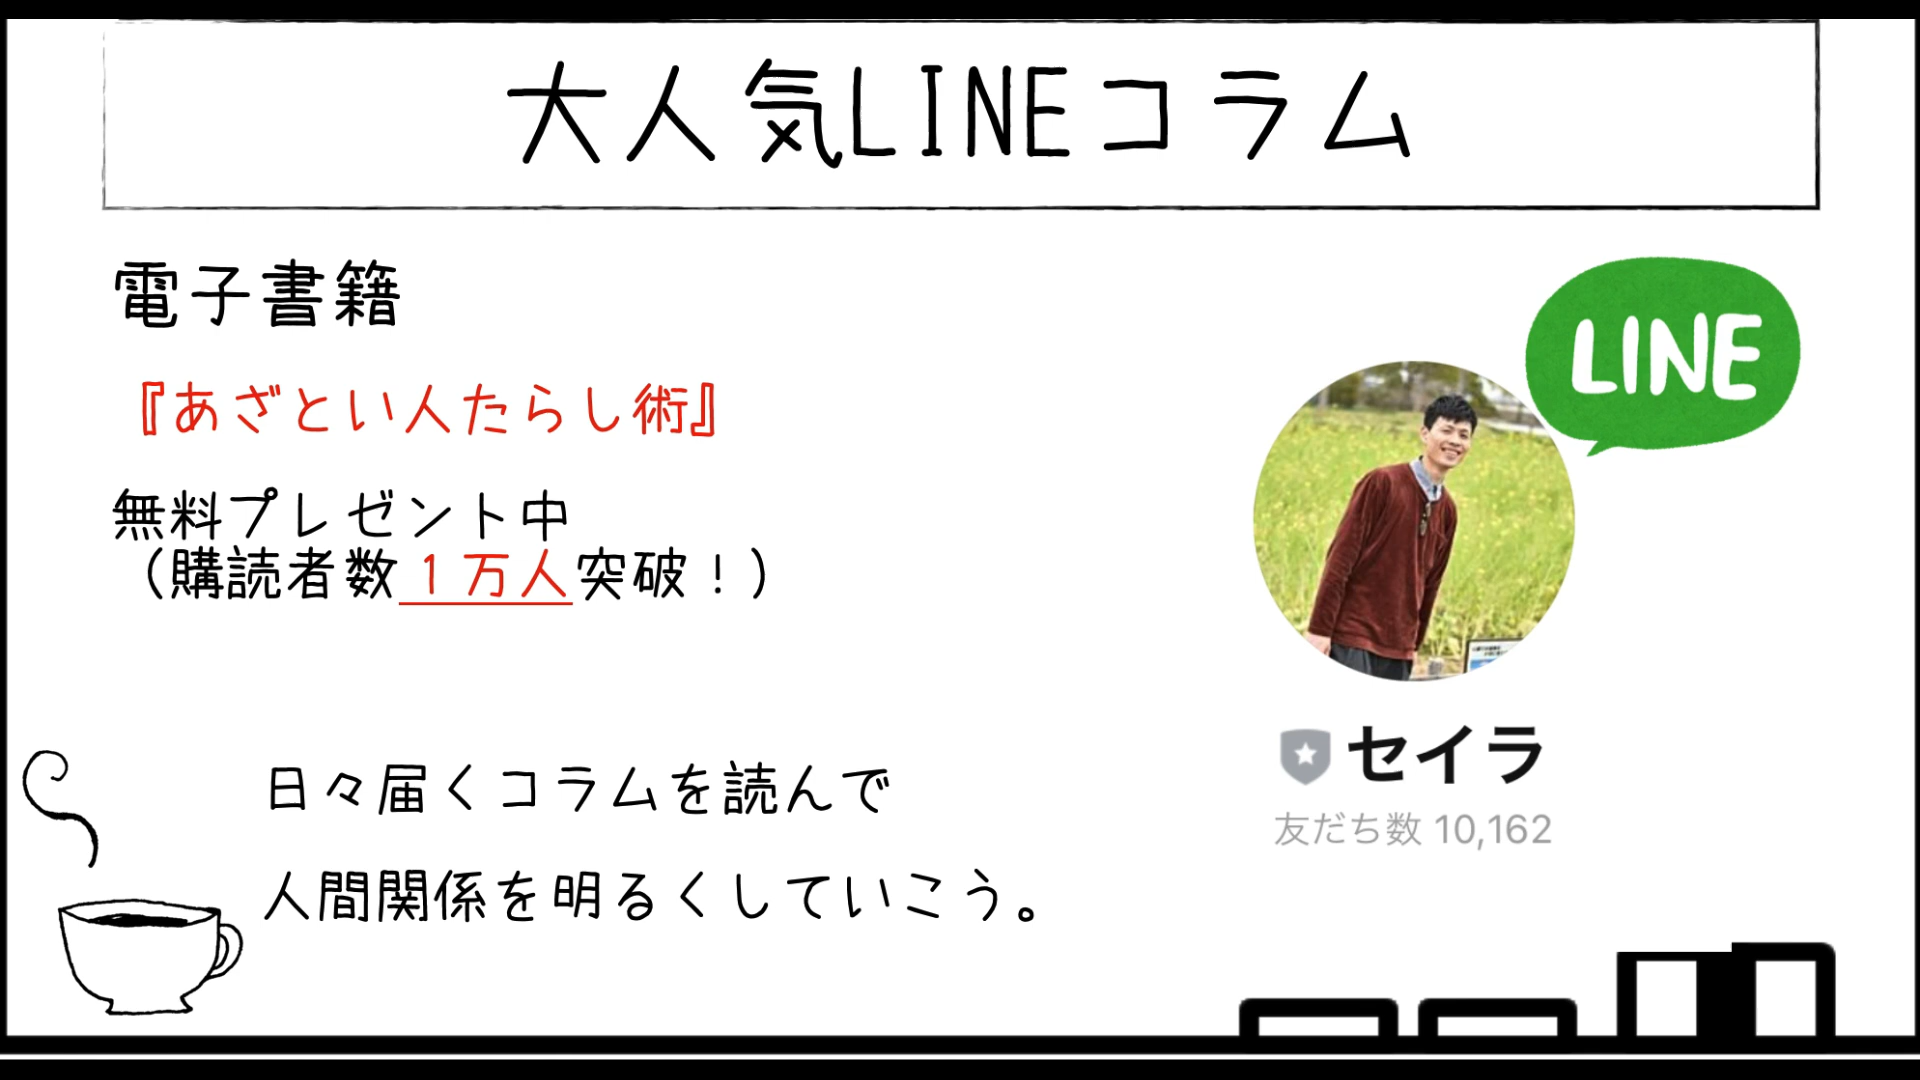 大人気LINEコラム
電子書籍
『あざとい人たらし術』
無料プレゼント中
（購読者数１万人突破！）
LINE
セイラ
友だち数 10,162
日々届くコラムを読んで
人間関係を明るくしていこう。